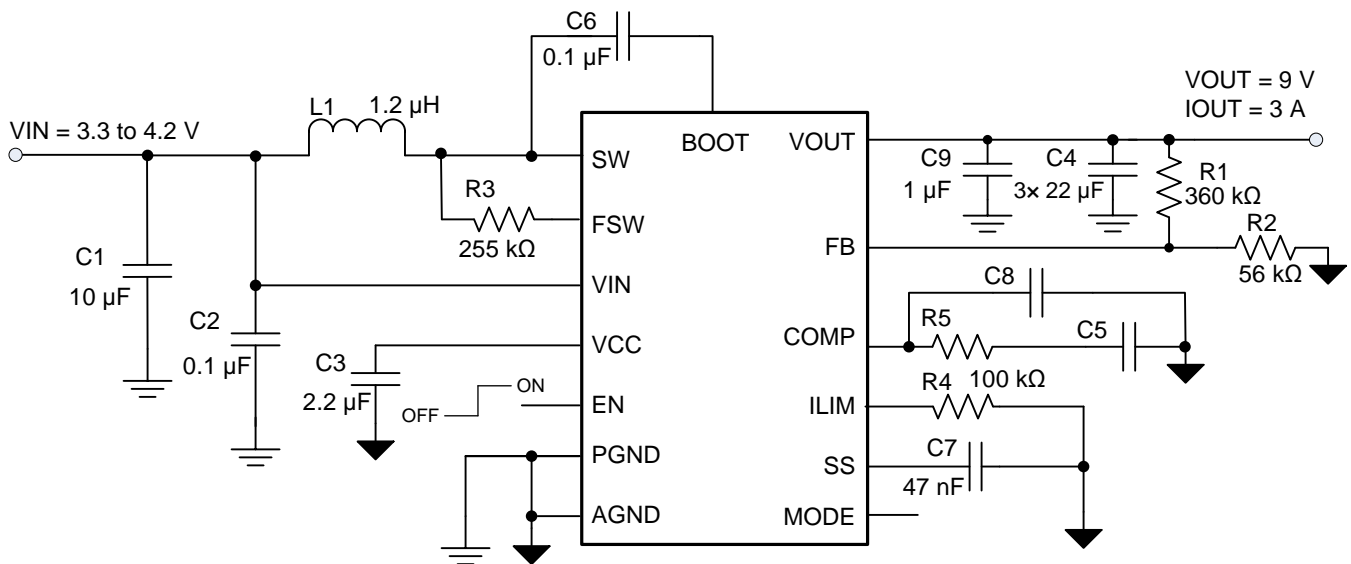 C6
0.1 µF
VOUT = 9 V
IOUT = 3 A
L1
1.2 µH
VIN = 3.3 to 4.2 V
BOOT
VOUT
SW
C9
C4
R1
R3
1 µF
3× 22 µF
360 kΩ
FSW
R2
255 kΩ
FB
C1
56 kΩ
10 µF
VIN
C8
C2
R5
C5
0.1 µF
C3
VCC
COMP
2.2 µF
ON
OFF
EN
R4
100 kΩ
ILIM
PGND
SS
C7
47 nF
AGND
MODE